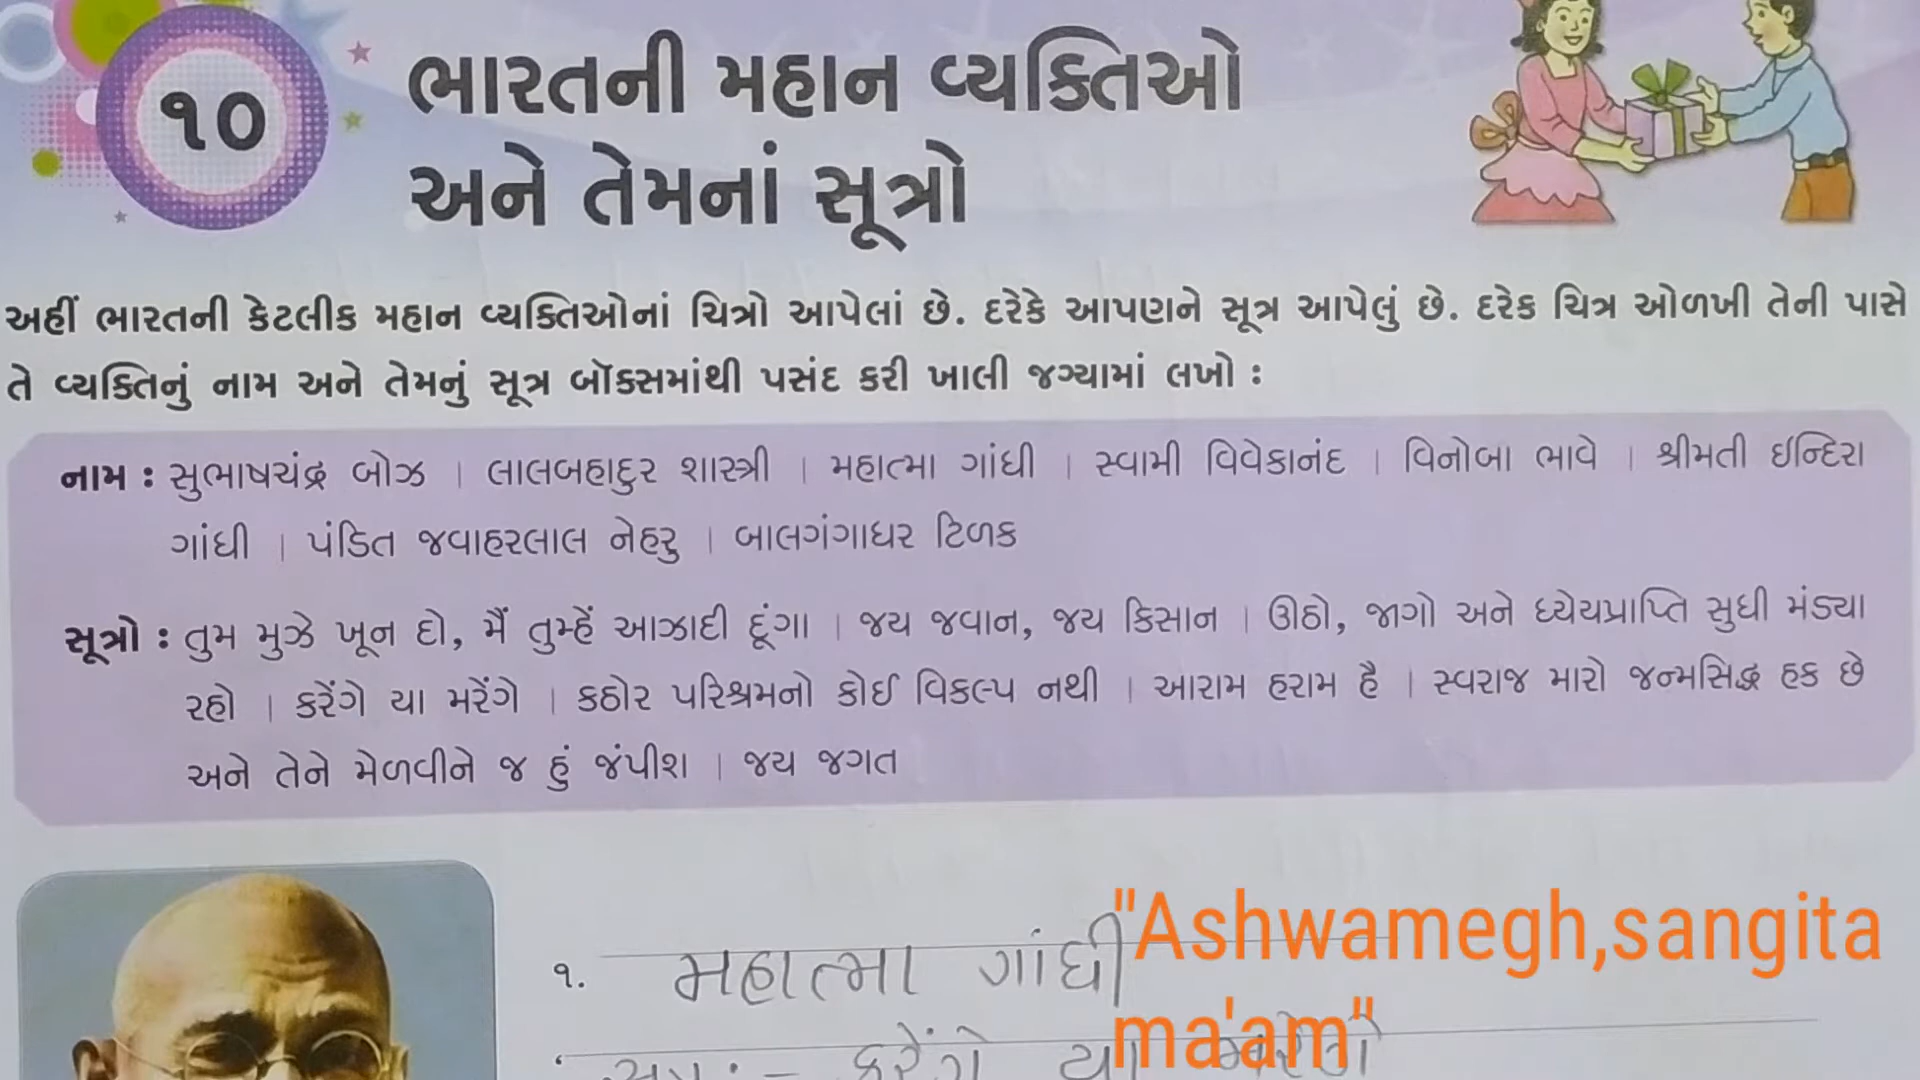 ૧૦
ભારતની મહાન વ્યક્તિઓ
અને તેમનાં સૂત્રો
અહીં ભારતની કેટલીક મહાન વ્યક્તિઓનાં ચિત્રો આપેલાં છે. દરેકે આપણને સૂત્ર આપેલું છે. દરેક ચિત્ર ઓળખી તેની પાસે
તે વ્યક્તિનું નામ અને તેમનું સૂત્ર બૉક્સમાંથી પસંદ કરી ખાલી જગ્યામાં લખો :
નામ : સુભાષચંદ્ર બોઝ | લાલબહાદુર શાસ્ત્રી | મહાત્મા ગાંધી | સ્વામી વિવેકાનંદ | વિનોબા ભાવે | શ્રીમતી ઇન્દિરા
ગાંધી | પંડિત જવાહરલાલ નેહરુ | બાલગંગાધર ટિળક
સૂત્રો : તુમ મુઝે ખૂન દો, મૈં તુમ્હેં આઝાદી દૂંગા | જય જવાન, જય કિસાન | ઊઠો, જાગો અને ધ્યેયપ્રાપ્તિ સુધી મંડ્યા
રહો | કરેંગે યા મરેંગે | કઠોર પરિશ્રમનો કોઈ વિકલ્પ નથી | આરામ હરામ હૈ | સ્વરાજ મારો જન્મસિદ્ધ હક છે
અને તેને મેળવીને જ હું જંપીશ | જય જગત
૧. મહાત્મા ગાંધી
"Ashwamegh,sangita
ma'am"
કરેંગે યા